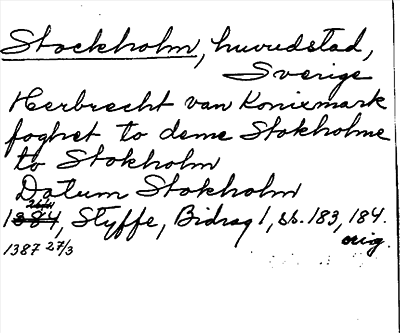 Stockholm, huvudstad,
Sverige
Herbrecht van Konixmark
foghet to deme Stokholme
to Stokholm
Datum Stokholm
1384, Styffe, Bidrag 1, ss. 183, 184.
1387 27/3 orig.